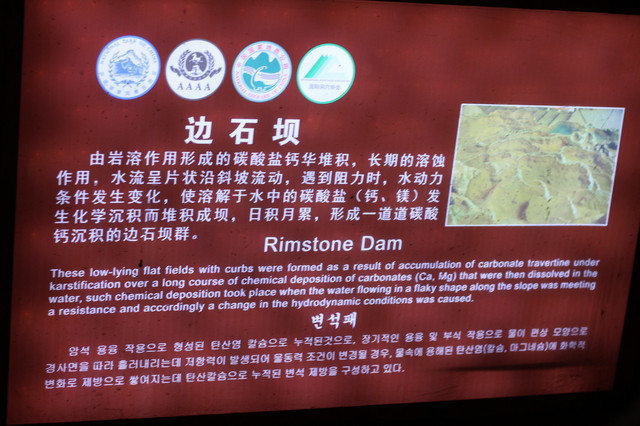 AAAA
边石坝
由岩溶作用形成的碳酸盐钙华堆积，长期的溶蚀
作用，水流呈片状沿斜坡流动，遇到阻力时，水动力
条件发生变化，使溶解于水中的碳酸盐（钙、镁）发
生化学沉积而堆积成坝，日积月累，形成一道道碳酸
钙沉积的边石坝群。
Rimstone Dam
These low-lying flat fields with curbs were formed as a result of accumulation of carbonate travertine under
karstification over a long course of chemical deposition of carbonates (Ca, Mg) that were then dissolved in the
water, such chemical deposition took place when the water flowing in a flaky shape along the slope was meeting
a resistance and accordingly a change in the hydrodynamic conditions was caused.
변석패
암석 용융 작용으로 형성된 탄산염 칼슘으로 누적된것으로, 장기적인 용융 및 부식 작용으로 물이 편상 모양으로
경사면을 따라 흘러내리는데 저항력이 발생되어 물동력 조건이 변경될 경우, 물속에 용해된 탄산염(칼슘, 마그네슘)에 화학적
변화로 제방으로 쌓여지는데 탄산칼슘으로 누적된 변석 제방을 구성하고 있다.